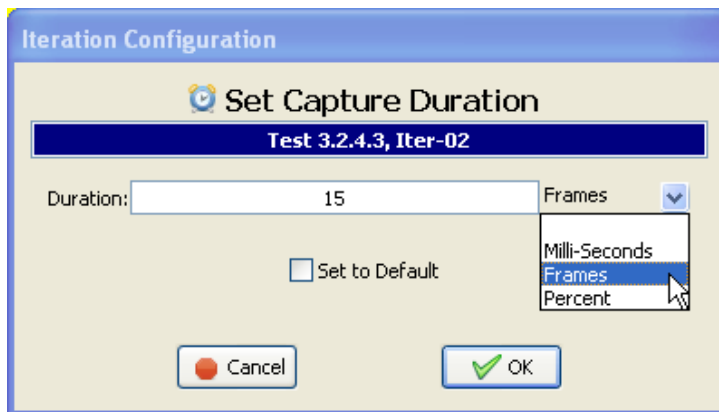 Iteration Configuration
Set Capture Duration
Test 3.2.4.3, Iter-02
Duration: 15 Frames
Milli-Seconds
Set to Default Frames
Percent
Cancel OK